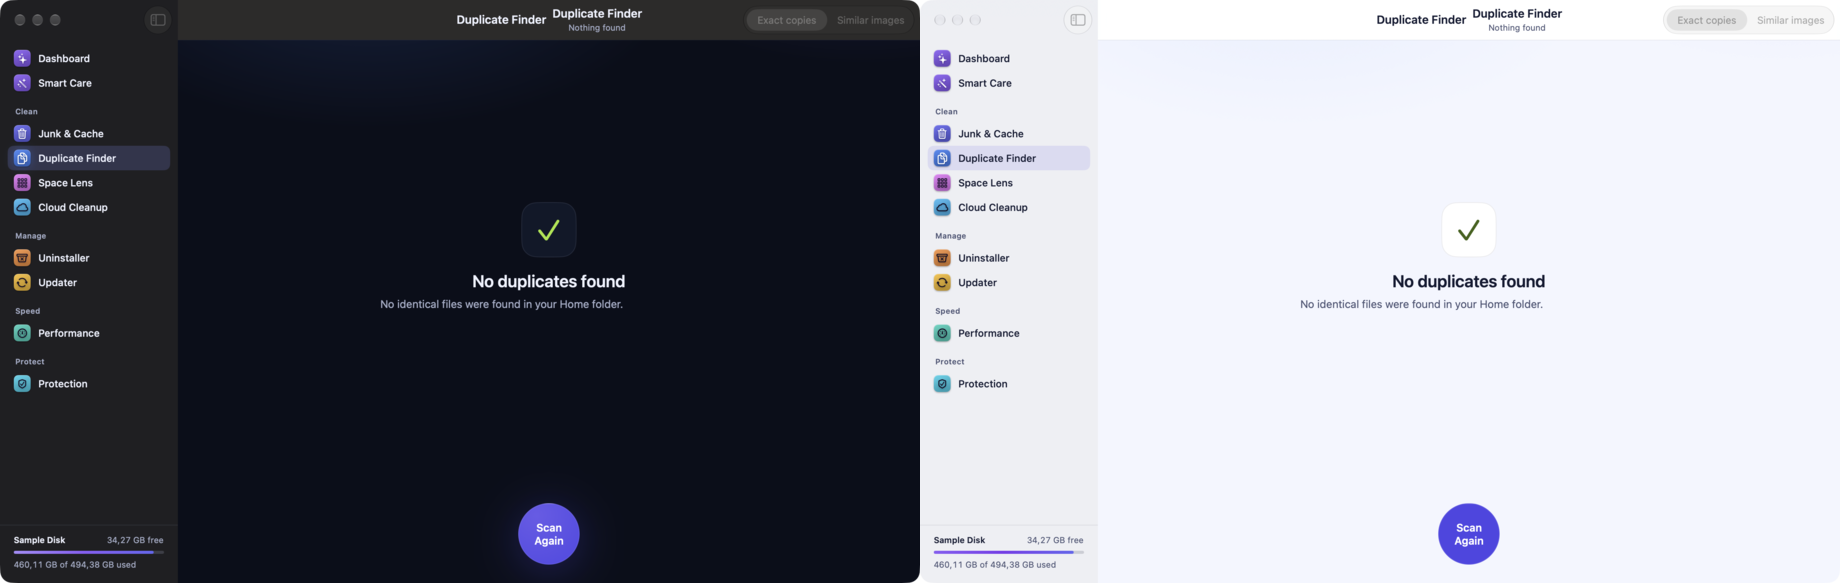 Duplicate Finder
Duplicate Finder
Nothing found
Exact copies
Similar images
Dashboard
Smart Care
Clean
Junk & Cache
Duplicate Finder
Space Lens
Cloud Cleanup
Manage
Uninstaller
Updater
Speed
Performance
Protect
Protection
No duplicates found
No identical files were found in your Home folder.
Scan
Again
Sample Disk
34,27 GB free
460,11 GB of 494,38 GB used
Duplicate Finder
Duplicate Finder
Nothing found
Exact copies
Similar images
Dashboard
Smart Care
Clean
Junk & Cache
Duplicate Finder
Space Lens
Cloud Cleanup
Manage
Uninstaller
Updater
Speed
Performance
Protect
Protection
No duplicates found
No identical files were found in your Home folder.
Scan
Again
Sample Disk
34,27 GB free
460,11 GB of 494,38 GB used